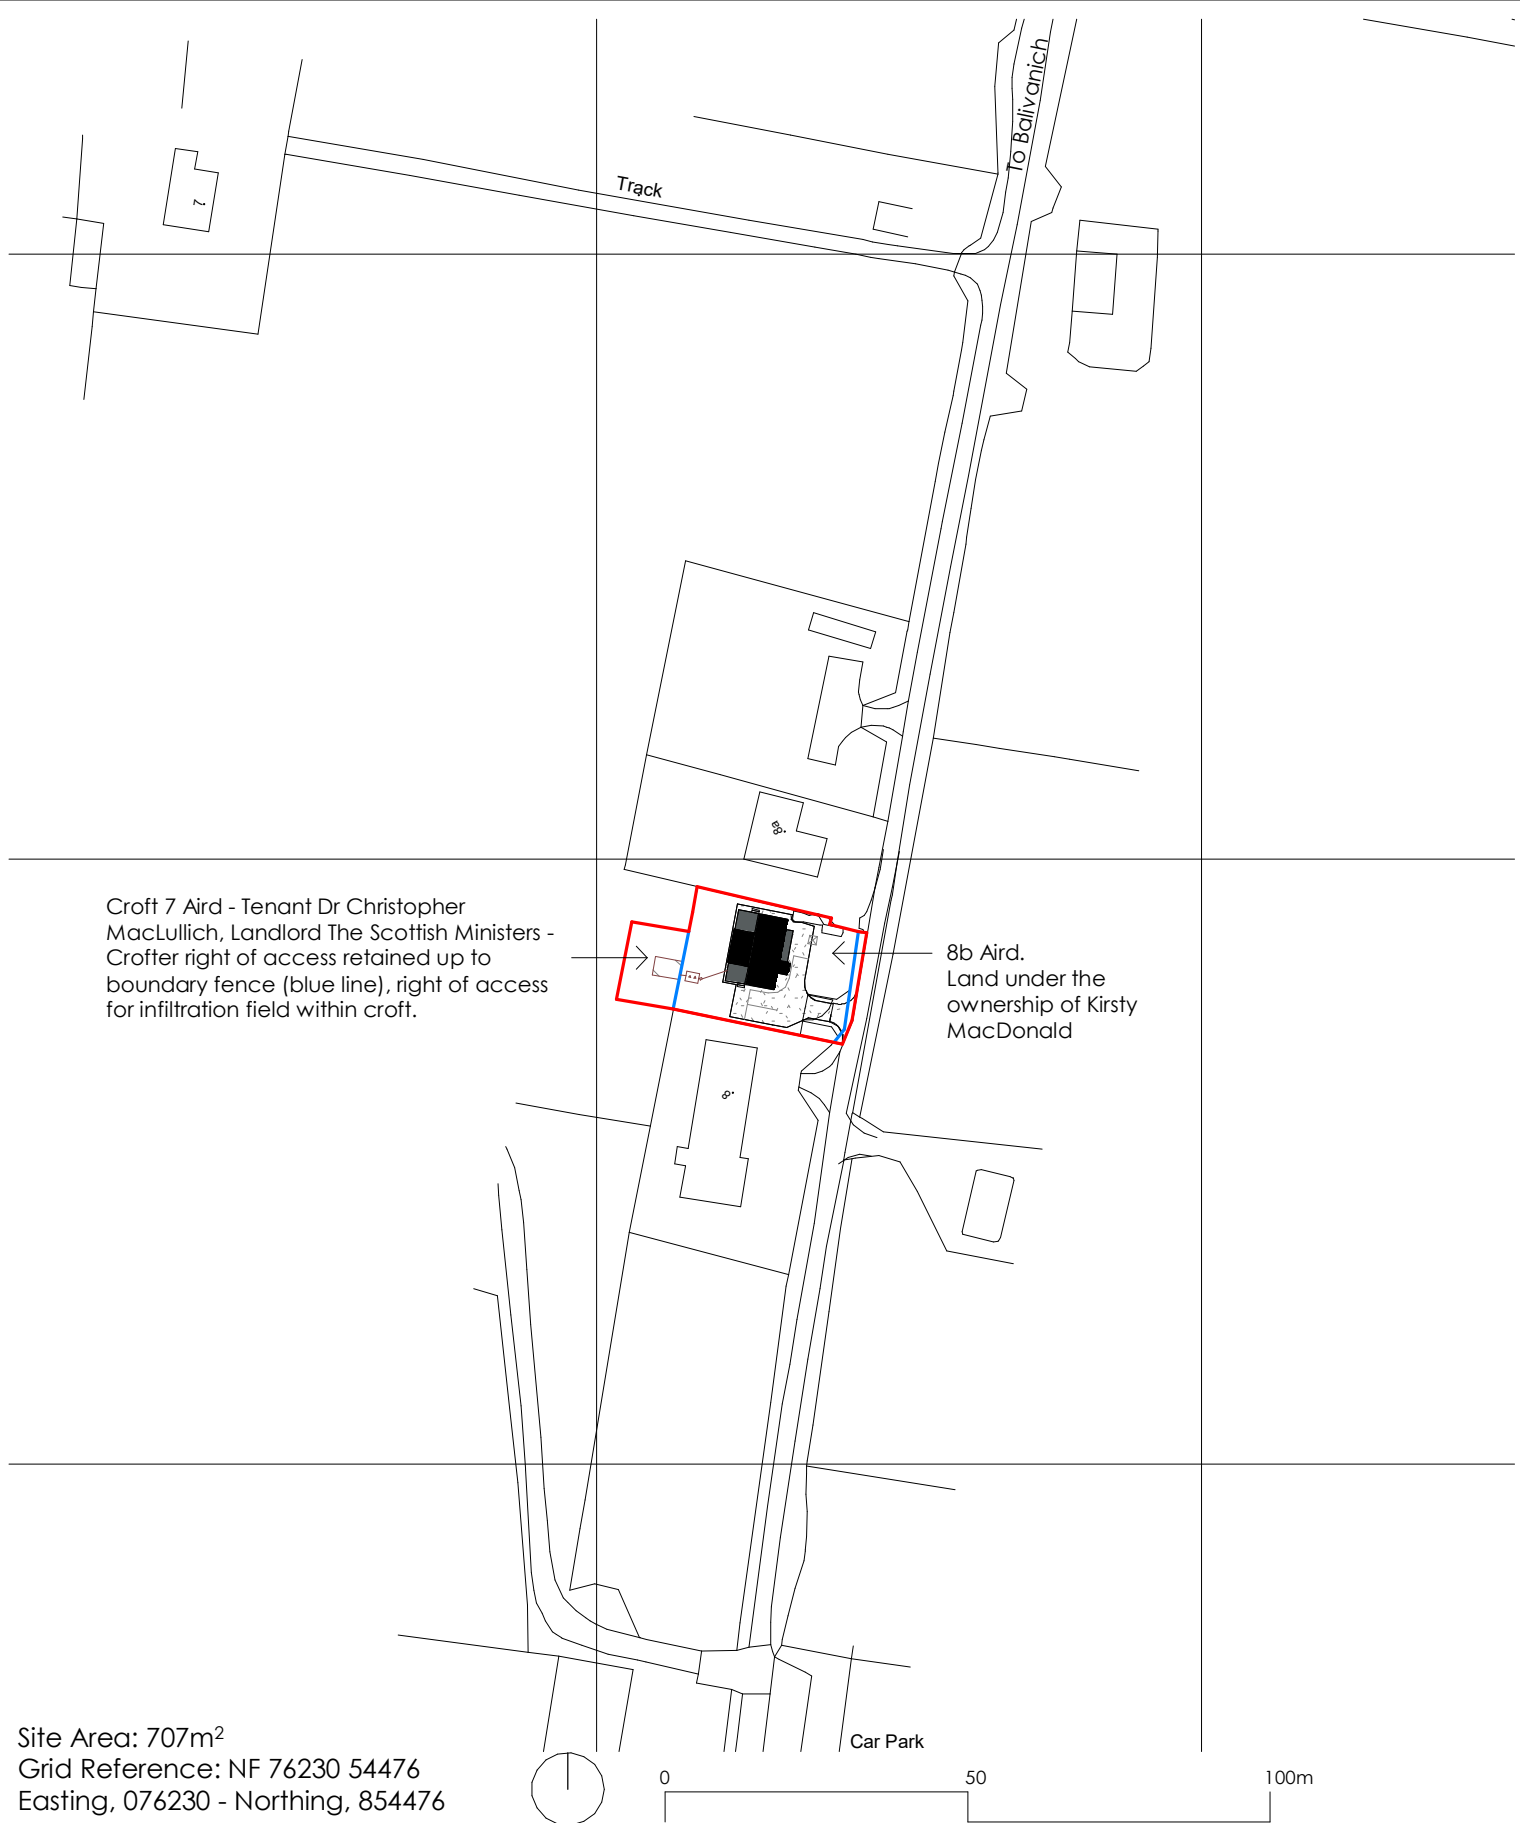 To Balivanich
Track
7
8a
Croft 7 Aird - Tenant Dr Christopher
MacLullich, Landlord The Scottish Ministers -
Crofter right of access retained up to
boundary fence (blue line), right of access
for infiltration field within croft.
8b Aird.
Land under the
ownership of Kirsty
MacDonald
8
Car Park
Site Area: 707m²
Grid Reference: NF 76230 54476
Easting, 076230 - Northing, 854476
0 50 100m